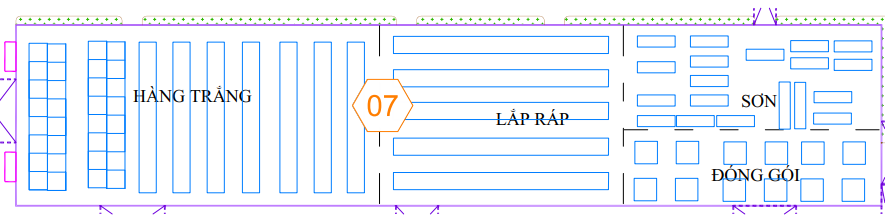 HÀNG TRẮNG
07
LẮP RÁP
SƠN
ĐÓNG GÓI